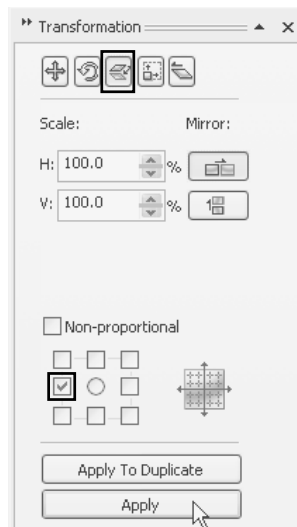 Transformation
Scale: Mirror:
H: 100.0 %
V: 100.0 %
Non-proportional
Apply To Duplicate
Apply